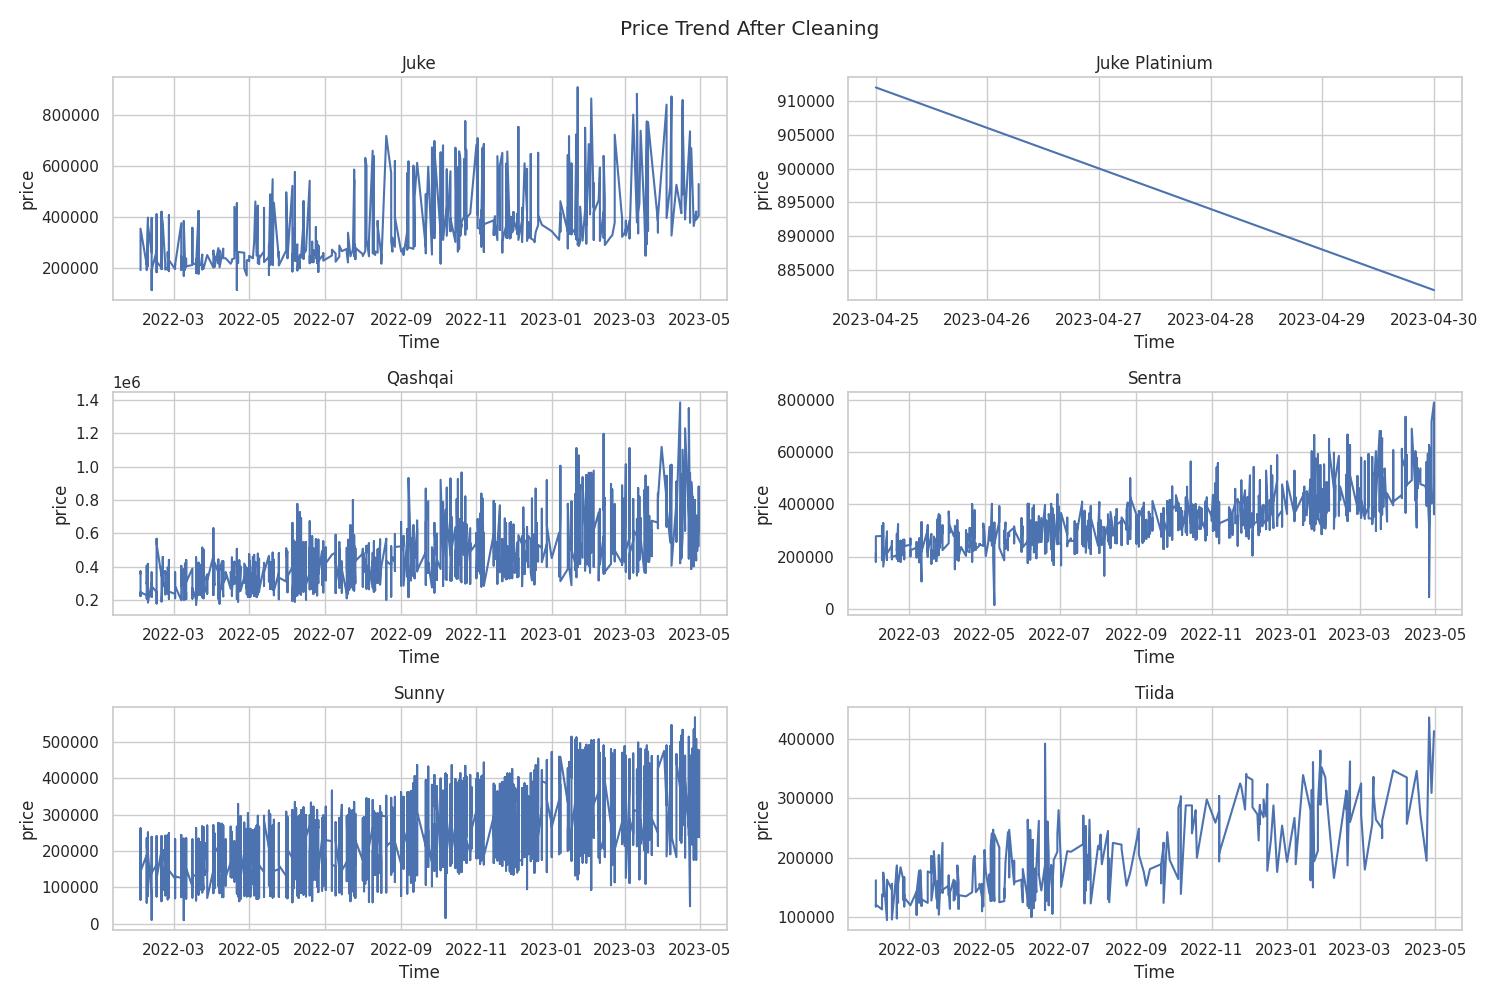 Price Trend After Cleaning
Juke
price
800000
600000
400000
200000
2022-03 2022-05 2022-07 2022-09 2022-11 2023-01 2023-03 2023-05
Time
Juke Platinium
price
910000
905000
900000
895000
890000
885000
2023-04-25 2023-04-26 2023-04-27 2023-04-28 2023-04-29 2023-04-30
Time
Qashqai
1e6
price
1.4
1.2
1.0
0.8
0.6
0.4
0.2
2022-03 2022-05 2022-07 2022-09 2022-11 2023-01 2023-03 2023-05
Time
Sentra
price
800000
600000
400000
200000
0
2022-03 2022-05 2022-07 2022-09 2022-11 2023-01 2023-03 2023-05
Time
Sunny
price
500000
400000
300000
200000
100000
0
2022-03 2022-05 2022-07 2022-09 2022-11 2023-01 2023-03 2023-05
Time
Tiida
price
400000
300000
200000
100000
2022-03 2022-05 2022-07 2022-09 2022-11 2023-01 2023-03 2023-05
Time